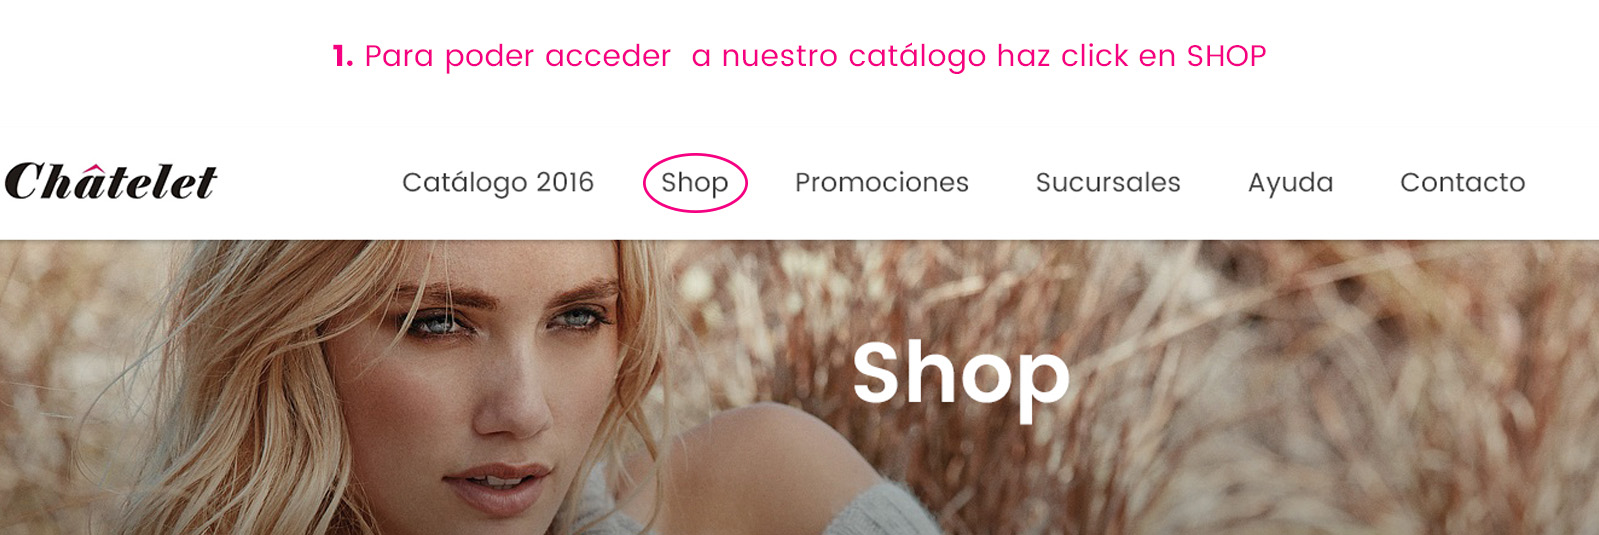 1. Para poder acceder a nuestro catálogo haz click en SHOP
Châtelet
Catálogo 2016 Shop Promociones Sucursales Ayuda Contacto
Shop